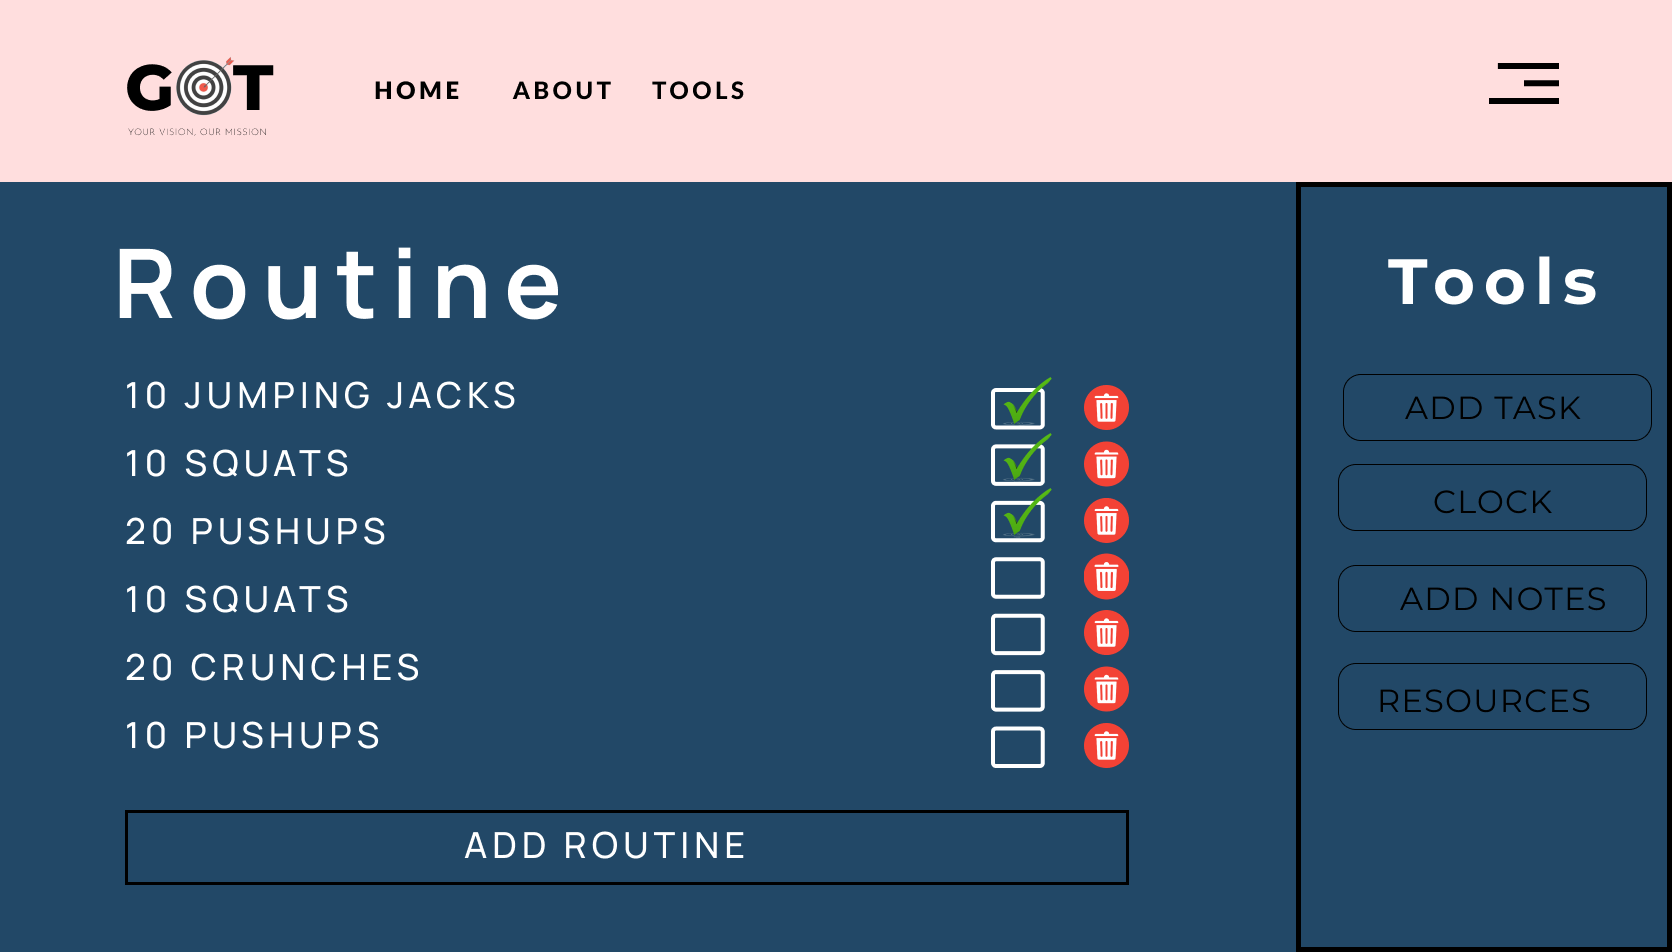 GOT
YOUR VISION, OUR MISSION
HOME ABOUT TOOLS
Routine
10 JUMPING JACKS
10 SQUATS
20 PUSHUPS
10 SQUATS
20 CRUNCHES
10 PUSHUPS
ADD ROUTINE
Tools
ADD TASK
CLOCK
ADD NOTES
RESOURCES